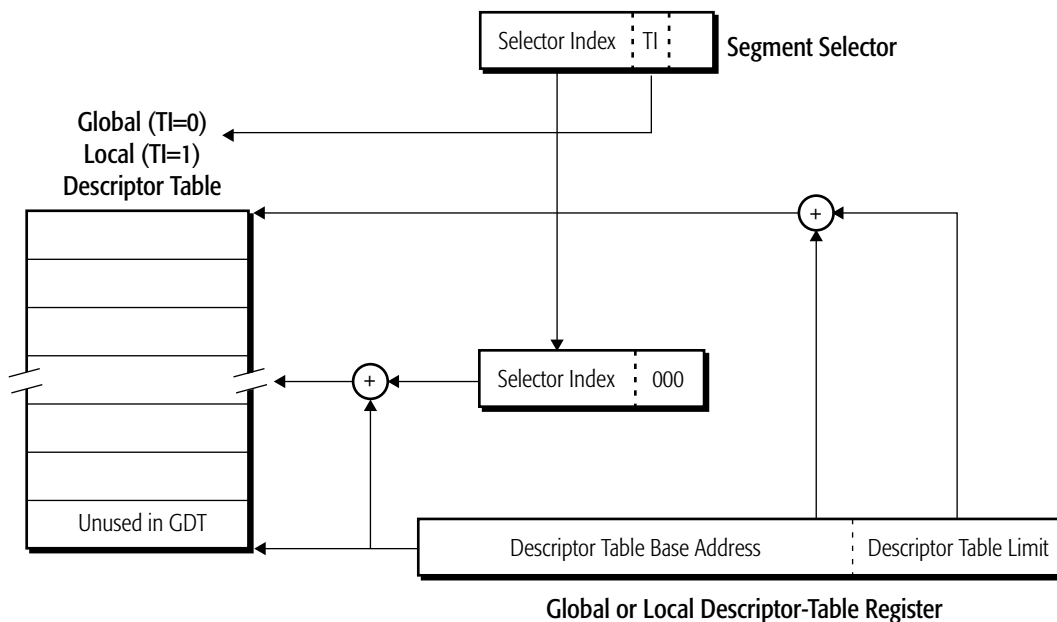 Selector Index TI
Segment Selector
Global (TI=0)
Local (TI=1)
Descriptor Table
+
Selector Index 000
+
Unused in GDT
Descriptor Table Base Address Descriptor Table Limit
Global or Local Descriptor-Table Register